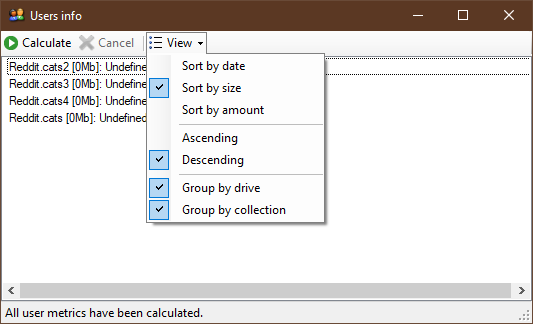 Users info
Calculate Cancel View
Reddit.cats2 [0Mb]: Undefine
Reddit.cats3 [0Mb]: Undefine
Reddit.cats4 [0Mb]: Undefine
Reddit.cats [0Mb]: Undefined
Sort by date
Sort by size
Sort by amount
Ascending
Descending
Group by drive
Group by collection
All user metrics have been calculated.